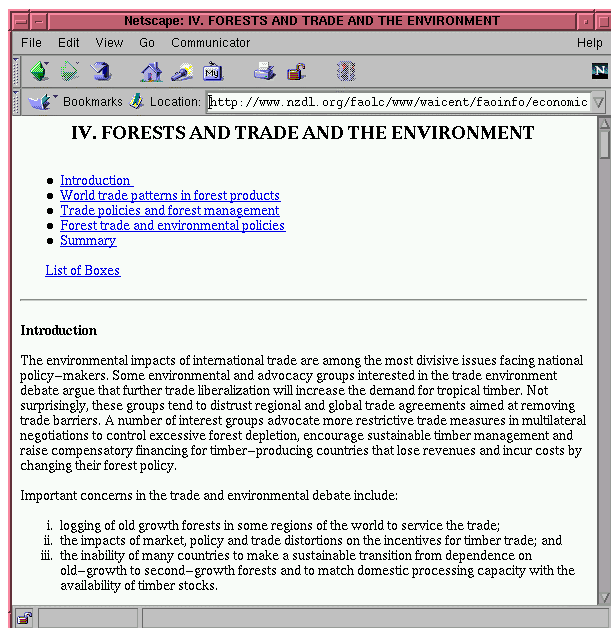 Netscape: IV. FORESTS AND TRADE AND THE ENVIRONMENT
File Edit View Go Communicator Help
My
N
Bookmarks Location: http://www.nzdl.org/faolc/www/waicent/faoinfo/economic
IV. FORESTS AND TRADE AND THE ENVIRONMENT
● Introduction
● World trade patterns in forest products
● Trade policies and forest management
● Forest trade and environmental policies
● Summary
List of Boxes
Introduction
The environmental impacts of international trade are among the most divisive issues facing national
policy−makers. Some environmental and advocacy groups interested in the trade environment
debate argue that further trade liberalization will increase the demand for tropical timber. Not
surprisingly, these groups tend to distrust regional and global trade agreements aimed at removing
trade barriers. A number of interest groups advocate more restrictive trade measures in multilateral
negotiations to control excessive forest depletion, encourage sustainable timber management and
raise compensatory financing for timber−producing countries that lose revenues and incur costs by
changing their forest policy.
Important concerns in the trade and environmental debate include:
i. logging of old growth forests in some regions of the world to service the trade;
ii. the impacts of market, policy and trade distortions on the incentives for timber trade; and
iii. the inability of many countries to make a sustainable transition from dependence on
old−growth to second−growth forests and to match domestic processing capacity with the
availability of timber stocks.